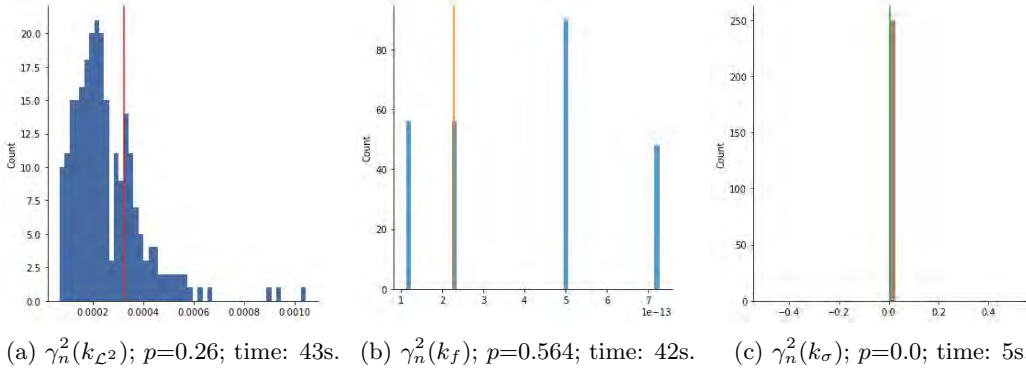 20.0
17.5
15.0
12.5
10.0
7.5
5.0
2.5
0.0
Count
0.0002 0.0004 0.0006 0.0008 0.0010
80
60
40
20
0
Count
1 2 3 4 5 6 7
1e−13
250
200
150
100
50
0
Count
−0.4 −0.2 0.0 0.2 0.4
(a) γ²ₙ(k_{𝓛²}); p=0.26; time: 43s.
(b) γ²ₙ(k_f); p=0.564; time: 42s.
(c) γ²ₙ(k_σ); p=0.0; time: 5s.